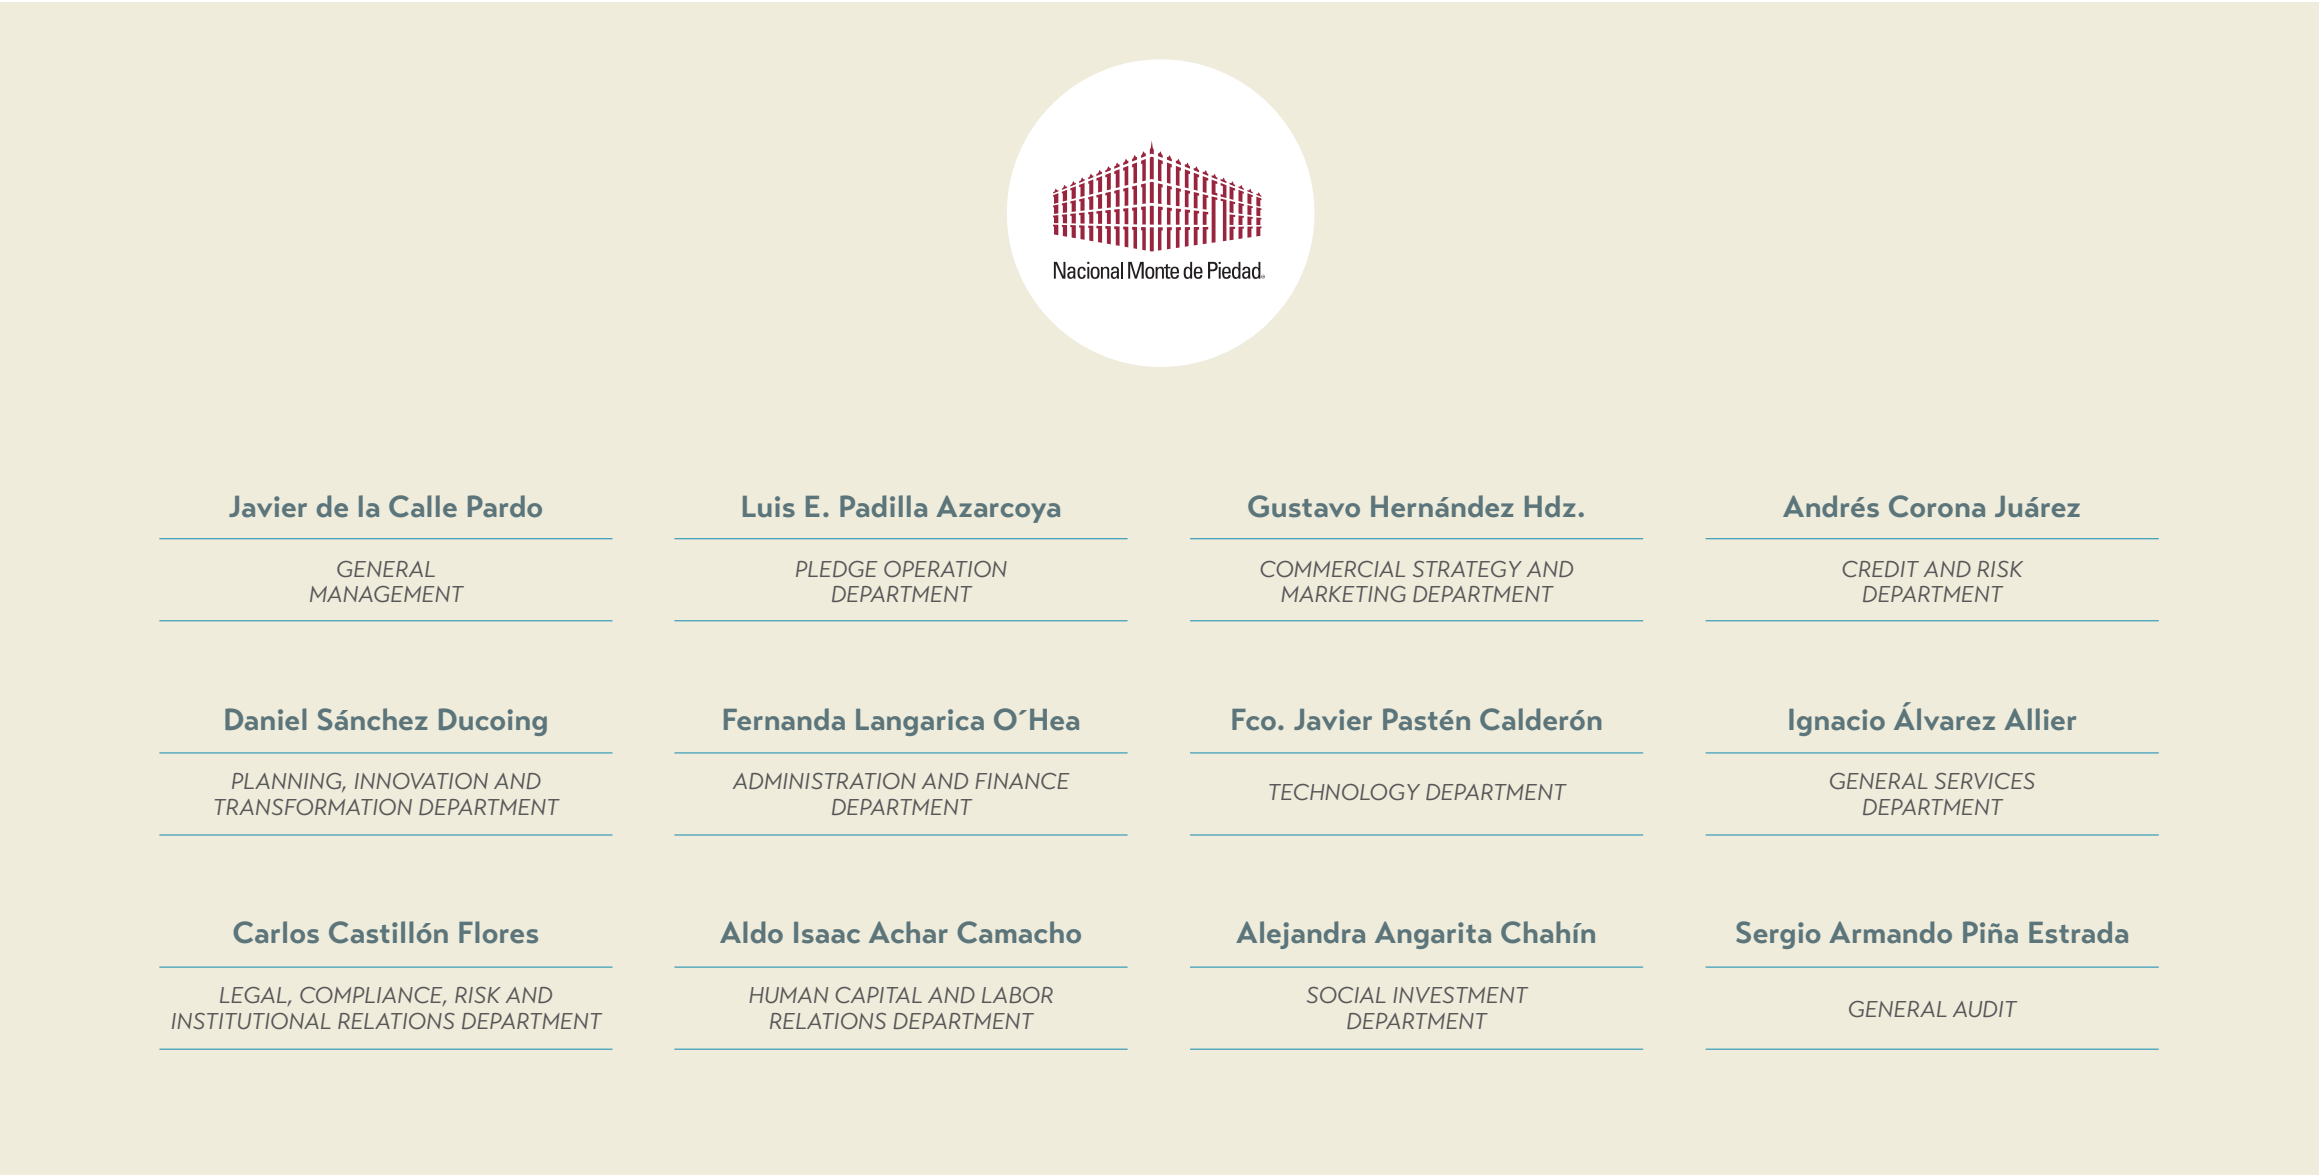 Nacional Monte de Piedad®
Javier de la Calle Pardo
GENERAL
MANAGEMENT
Luis E. Padilla Azarcoya
PLEDGE OPERATION
DEPARTMENT
Gustavo Hernández Hdz.
COMMERCIAL STRATEGY AND
MARKETING DEPARTMENT
Andrés Corona Juárez
CREDIT AND RISK
DEPARTMENT
Daniel Sánchez Ducoing
PLANNING, INNOVATION AND
TRANSFORMATION DEPARTMENT
Fernanda Langarica O´Hea
ADMINISTRATION AND FINANCE
DEPARTMENT
Fco. Javier Pastén Calderón
TECHNOLOGY DEPARTMENT
Ignacio Álvarez Allier
GENERAL SERVICES
DEPARTMENT
Carlos Castillón Flores
LEGAL, COMPLIANCE, RISK AND
INSTITUTIONAL RELATIONS DEPARTMENT
Aldo Isaac Achar Camacho
HUMAN CAPITAL AND LABOR
RELATIONS DEPARTMENT
Alejandra Angarita Chahín
SOCIAL INVESTMENT
DEPARTMENT
Sergio Armando Piña Estrada
GENERAL AUDIT